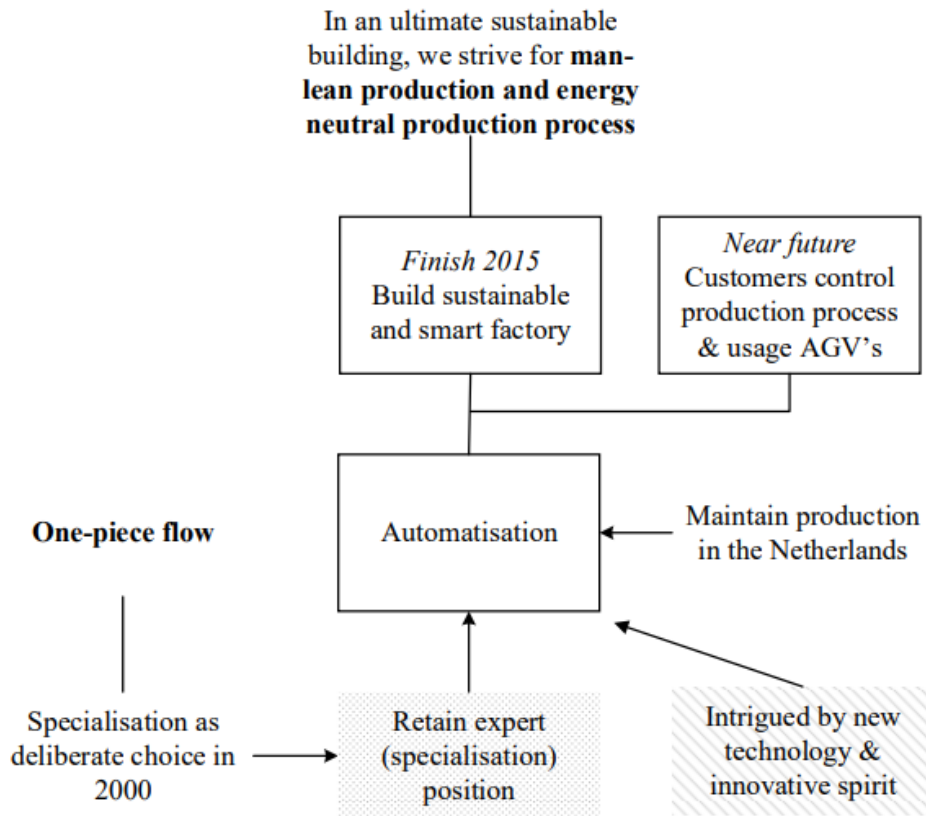 In an ultimate sustainable
building, we strive for man-
lean production and energy
neutral production process
Finish 2015
Build sustainable
and smart factory
Near future
Customers control
production process
& usage AGV's
One-piece flow
Automatisation
Maintain production
in the Netherlands
Specialisation as
deliberate choice in
2000
Retain expert
(specialisation)
position
Intrigued by new
technology &
innovative spirit